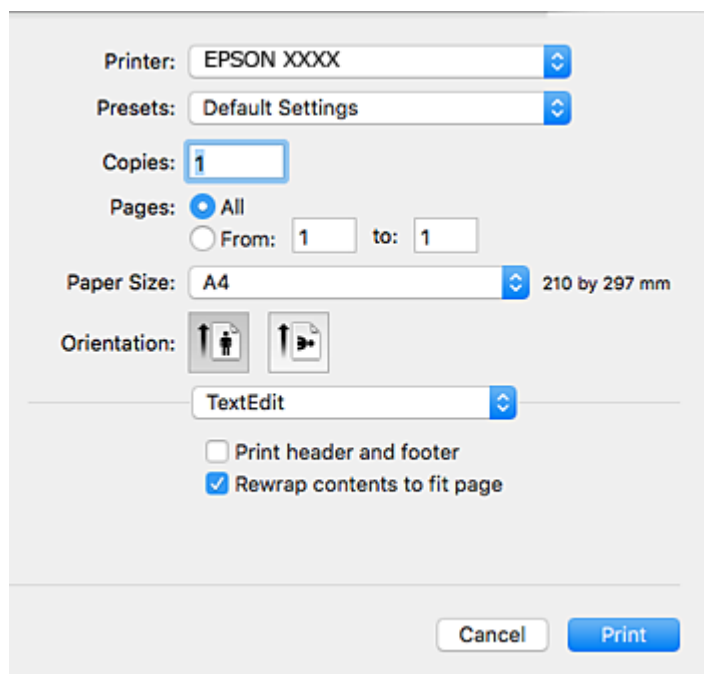 Printer: EPSON XXXX
Presets: Default Settings
Copies: 1
Pages: All
From: 1 to: 1
Paper Size: A4 210 by 297 mm
Orientation:
TextEdit
Print header and footer
Rewrap contents to fit page
Cancel Print